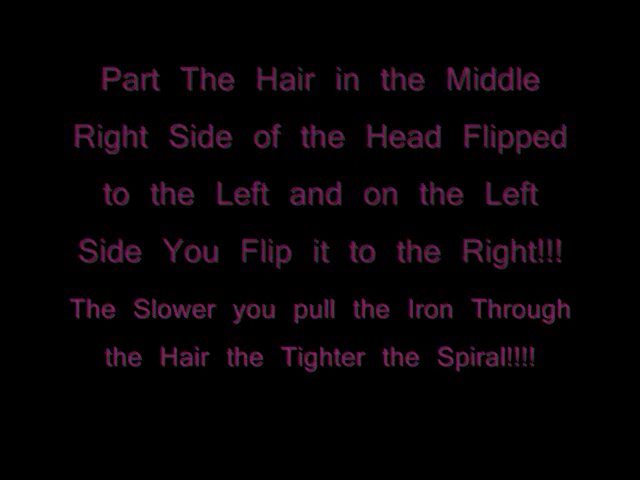 Part The Hair in the Middle
Right Side of the Head Flipped
to the Left and on the Left
Side You Flip it to the Right!!!
The Slower you pull the Iron Through
the Hair the Tighter the Spiral!!!!